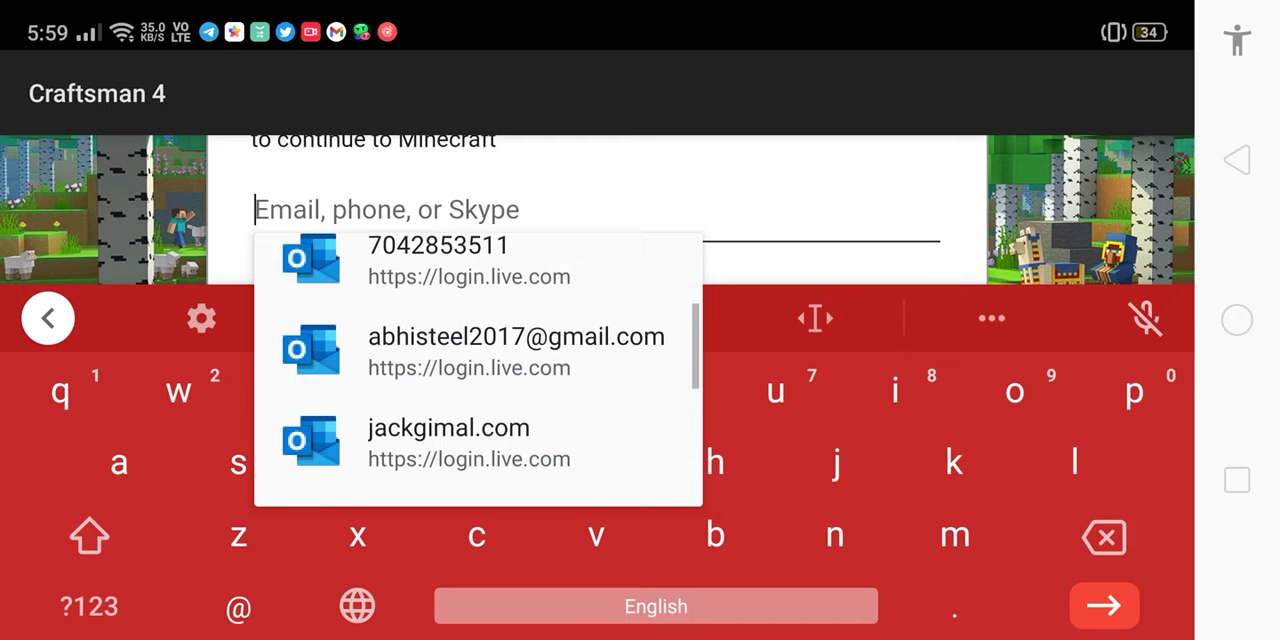 5:59 35.0 KB/S VO LTE 34
Craftsman 4
to continue to Minecraft
Email, phone, or Skype
7042853511
https://login.live.com
abhisteel2017@gmail.com
https://login.live.com
jackgimal.com
https://login.live.com
q 1 w 2 u 7 i 8 o 9 p 0
a s h j k l
z x c v b n m
?123 @ English .